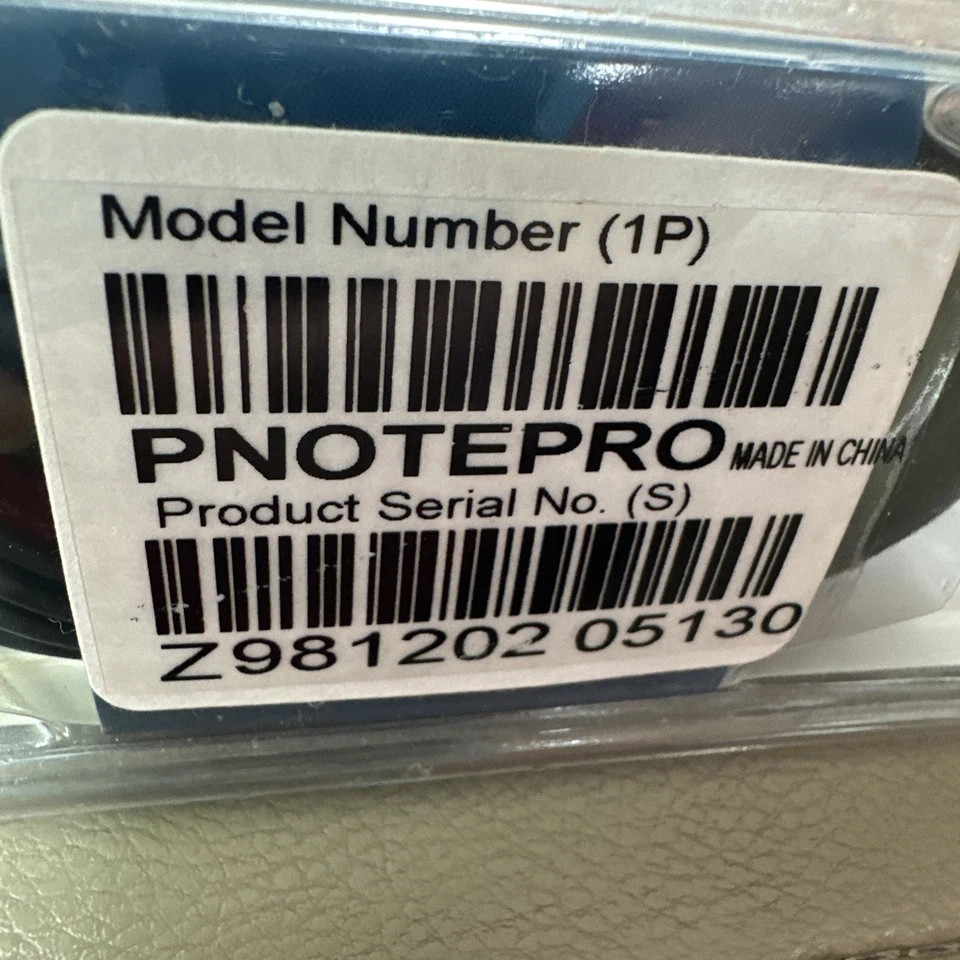 Model Number (1P)
PNOTEPRO MADE IN CHINA
Product Serial No. (S)
Z981202 05130